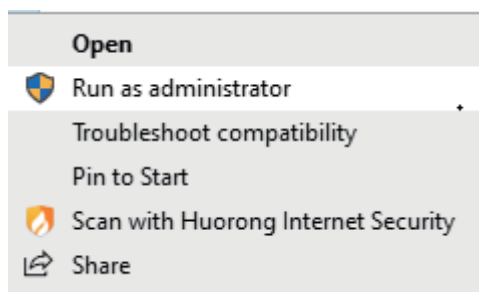 Open
Run as administrator
Troubleshoot compatibility
Pin to Start
Scan with Huorong Internet Security
Share